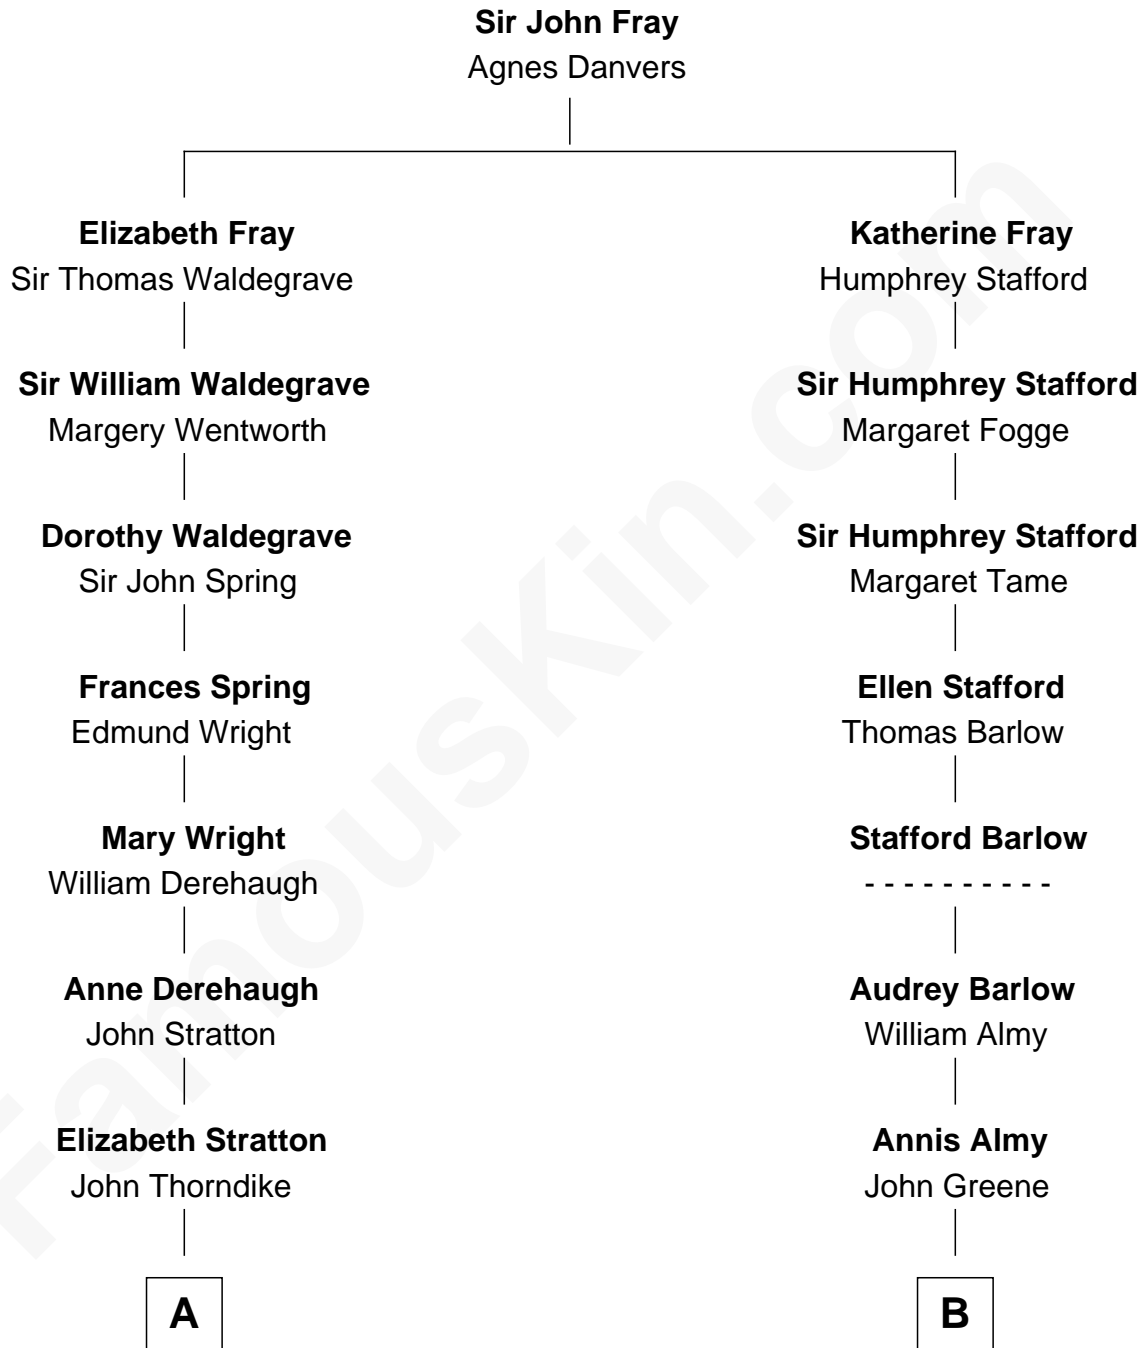 Sir John Fray
Agnes Danvers
Elizabeth Fray
Sir Thomas Waldegrave
Katherine Fray
Humphrey Stafford
Sir William Waldegrave
Margery Wentworth
Sir Humphrey Stafford
Margaret Fogge
Dorothy Waldegrave
Sir John Spring
Sir Humphrey Stafford
Margaret Tame
Frances Spring
Edmund Wright
Ellen Stafford
Thomas Barlow
Mary Wright
William Derehaugh
Stafford Barlow
- - - - - - - - - -
Anne Derehaugh
John Stratton
Audrey Barlow
William Almy
Elizabeth Stratton
John Thorndike
Annis Almy
John Greene
A
B
FamousKin.com